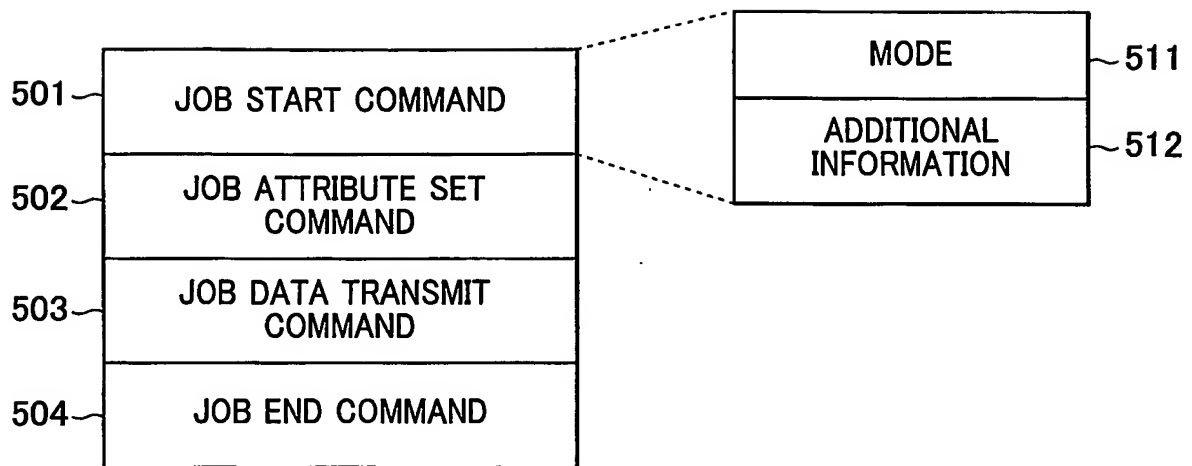 501
JOB START COMMAND
502
JOB ATTRIBUTE SET
COMMAND
503
JOB DATA TRANSMIT
COMMAND
504
JOB END COMMAND
MODE
511
ADDITIONAL
INFORMATION
512